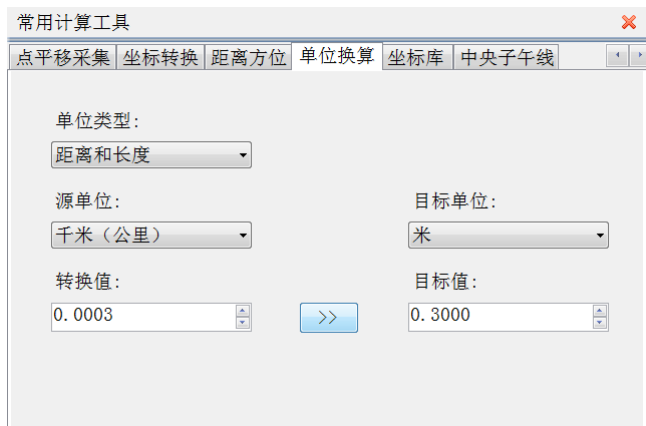 常用计算工具
点平移采集 坐标转换 距离方位 单位换算 坐标库 中央子午线
单位类型:
距离和长度
源单位: 目标单位:
千米（公里） 米
转换值: 目标值:
0.0003 >> 0.3000